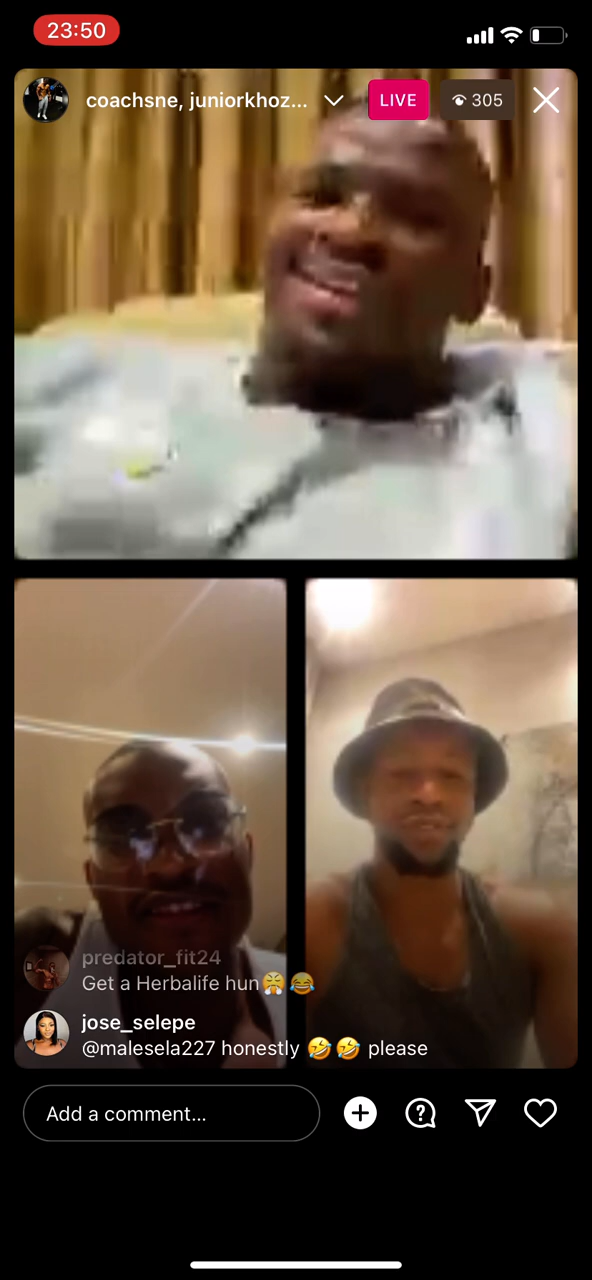 23:50
coachsne, juniorkhoz...
LIVE
305
predator_fit24
Get a Herbalife hun😤😂
jose_selepe
@malesela227 honestly 🤣🤣 please
Add a comment...